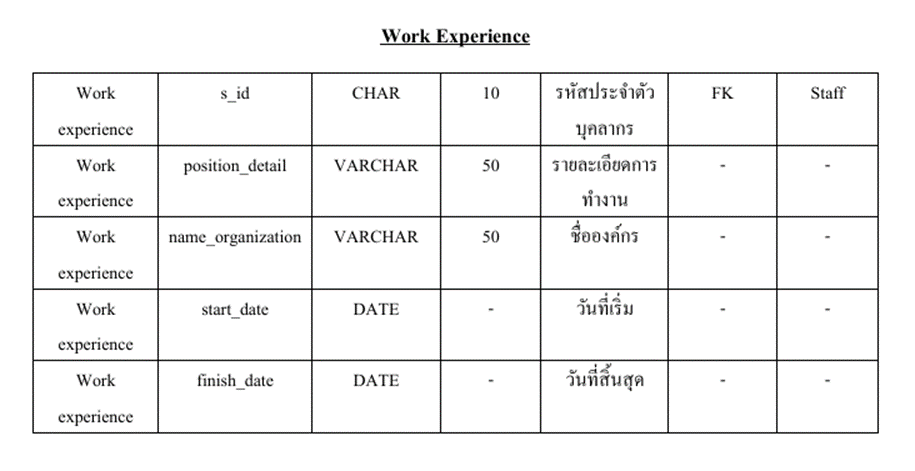 Work Experience
Work s_id CHAR 10 รหัสประจำตัว FK Staff
experience บุคลากร
Work position_detail VARCHAR 50 รายละเอียดการ - -
experience ทำงาน
Work name_organization VARCHAR 50 ชื่อองค์กร - -
experience
Work start_date DATE - วันที่เริ่ม - -
experience
Work finish_date DATE - วันที่สิ้นสุด - -
experience